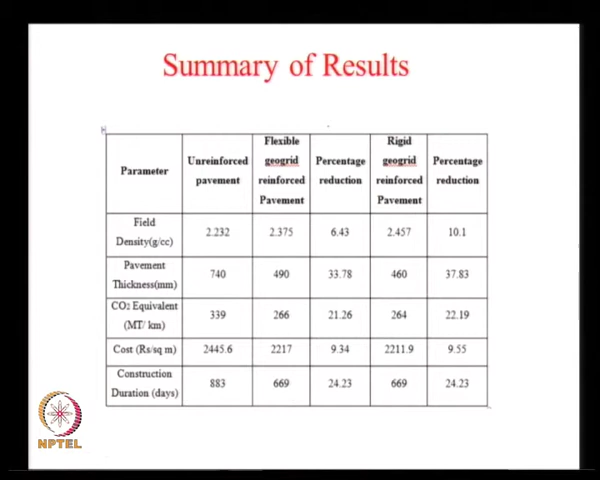 Summary of Results
Parameter | Unreinforced pavement | Flexible geogrid reinforced Pavement | Percentage reduction | Rigid geogrid reinforced Pavement | Percentage reduction
Field Density(g/cc) | 2.232 | 2.375 | 6.43 | 2.457 | 10.1
Pavement Thickness(mm) | 740 | 490 | 33.78 | 460 | 37.83
CO2 Equivalent (MT/ km) | 339 | 266 | 21.26 | 264 | 22.19
Cost (Rs/sq m) | 2445.6 | 2217 | 9.34 | 2211.9 | 9.55
Construction Duration (days) | 883 | 669 | 24.23 | 669 | 24.23
NPTEL